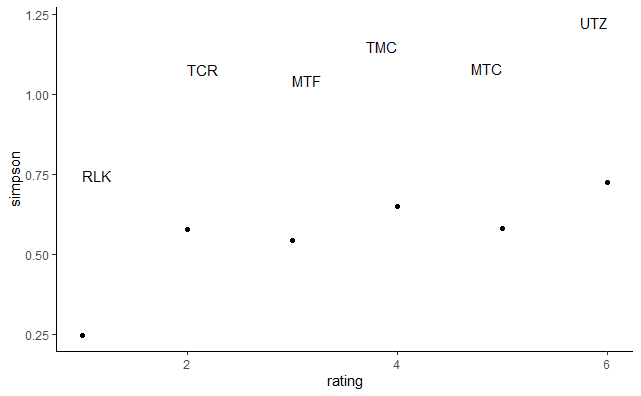 1.25
UTZ
TMC
TCR
MTC
MTF
1.00
RLK
0.75
simpson
0.50
0.25
2
4
6
rating